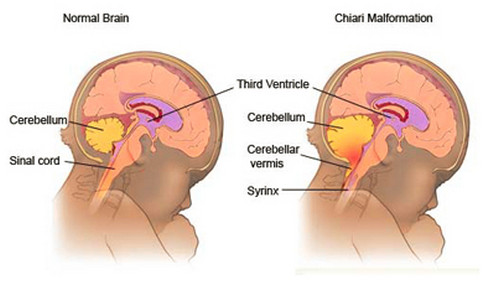 Normal Brain
Chiari Malformation
Third Ventricle
Cerebellum
Sinal cord
Cerebellum
Cerebellar
vermis
Syrinx